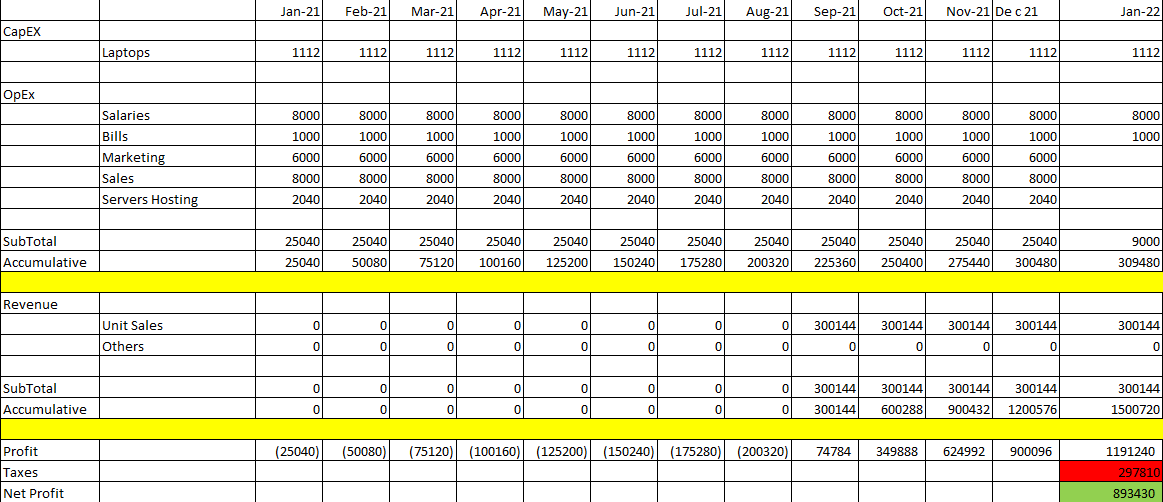 Jan-21 Feb-21 Mar-21 Apr-21 May-21 Jun-21 Jul-21 Aug-21 Sep-21 Oct-21 Nov-21 De c 21 Jan-22
CapEX
Laptops 1112 1112 1112 1112 1112 1112 1112 1112 1112 1112 1112 1112 1112
OpEx
Salaries 8000 8000 8000 8000 8000 8000 8000 8000 8000 8000 8000 8000 8000
Bills 1000 1000 1000 1000 1000 1000 1000 1000 1000 1000 1000 1000 1000
Marketing 6000 6000 6000 6000 6000 6000 6000 6000 6000 6000 6000 6000
Sales 8000 8000 8000 8000 8000 8000 8000 8000 8000 8000 8000 8000
Servers Hosting 2040 2040 2040 2040 2040 2040 2040 2040 2040 2040 2040 2040
SubTotal 25040 25040 25040 25040 25040 25040 25040 25040 25040 25040 25040 25040 9000
Accumulative 25040 50080 75120 100160 125200 150240 175280 200320 225360 250400 275440 300480 309480
Revenue
Unit Sales 0 0 0 0 0 0 0 0 300144 300144 300144 300144 300144
Others 0 0 0 0 0 0 0 0 0 0 0 0 0
SubTotal 0 0 0 0 0 0 0 0 300144 300144 300144 300144 300144
Accumulative 0 0 0 0 0 0 0 0 300144 600288 900432 1200576 1500720
Profit (25040) (50080) (75120) (100160) (125200) (150240) (175280) (200320) 74784 349888 624992 900096 1191240
Taxes 297810
Net Profit 893430